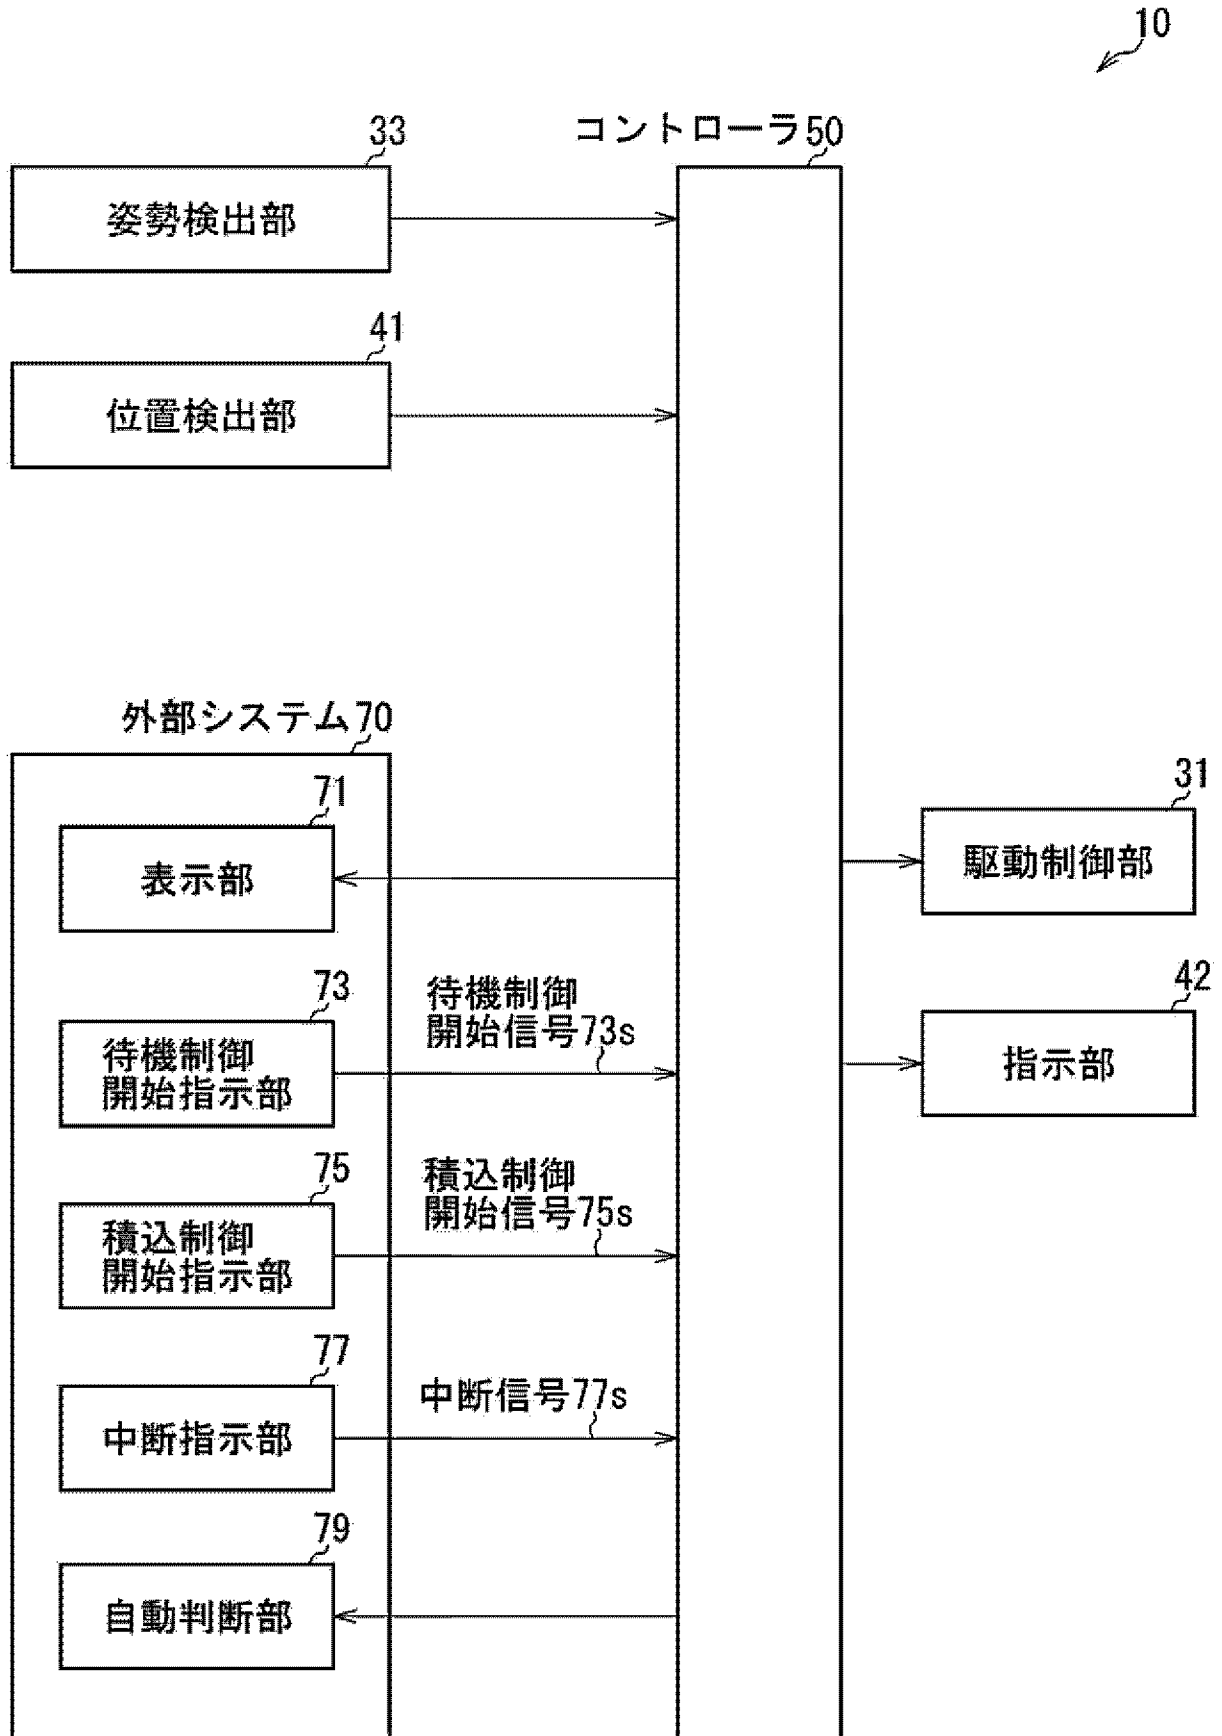 10
コントローラ50
33
姿勢検出部
41
位置検出部
外部システム70
71
表示部
31
駆動制御部
73
待機制御
開始指示部
待機制御
開始信号73s
42
指示部
75
積込制御
開始指示部
積込制御
開始信号75s
77
中断指示部
中断信号77s
79
自動判断部